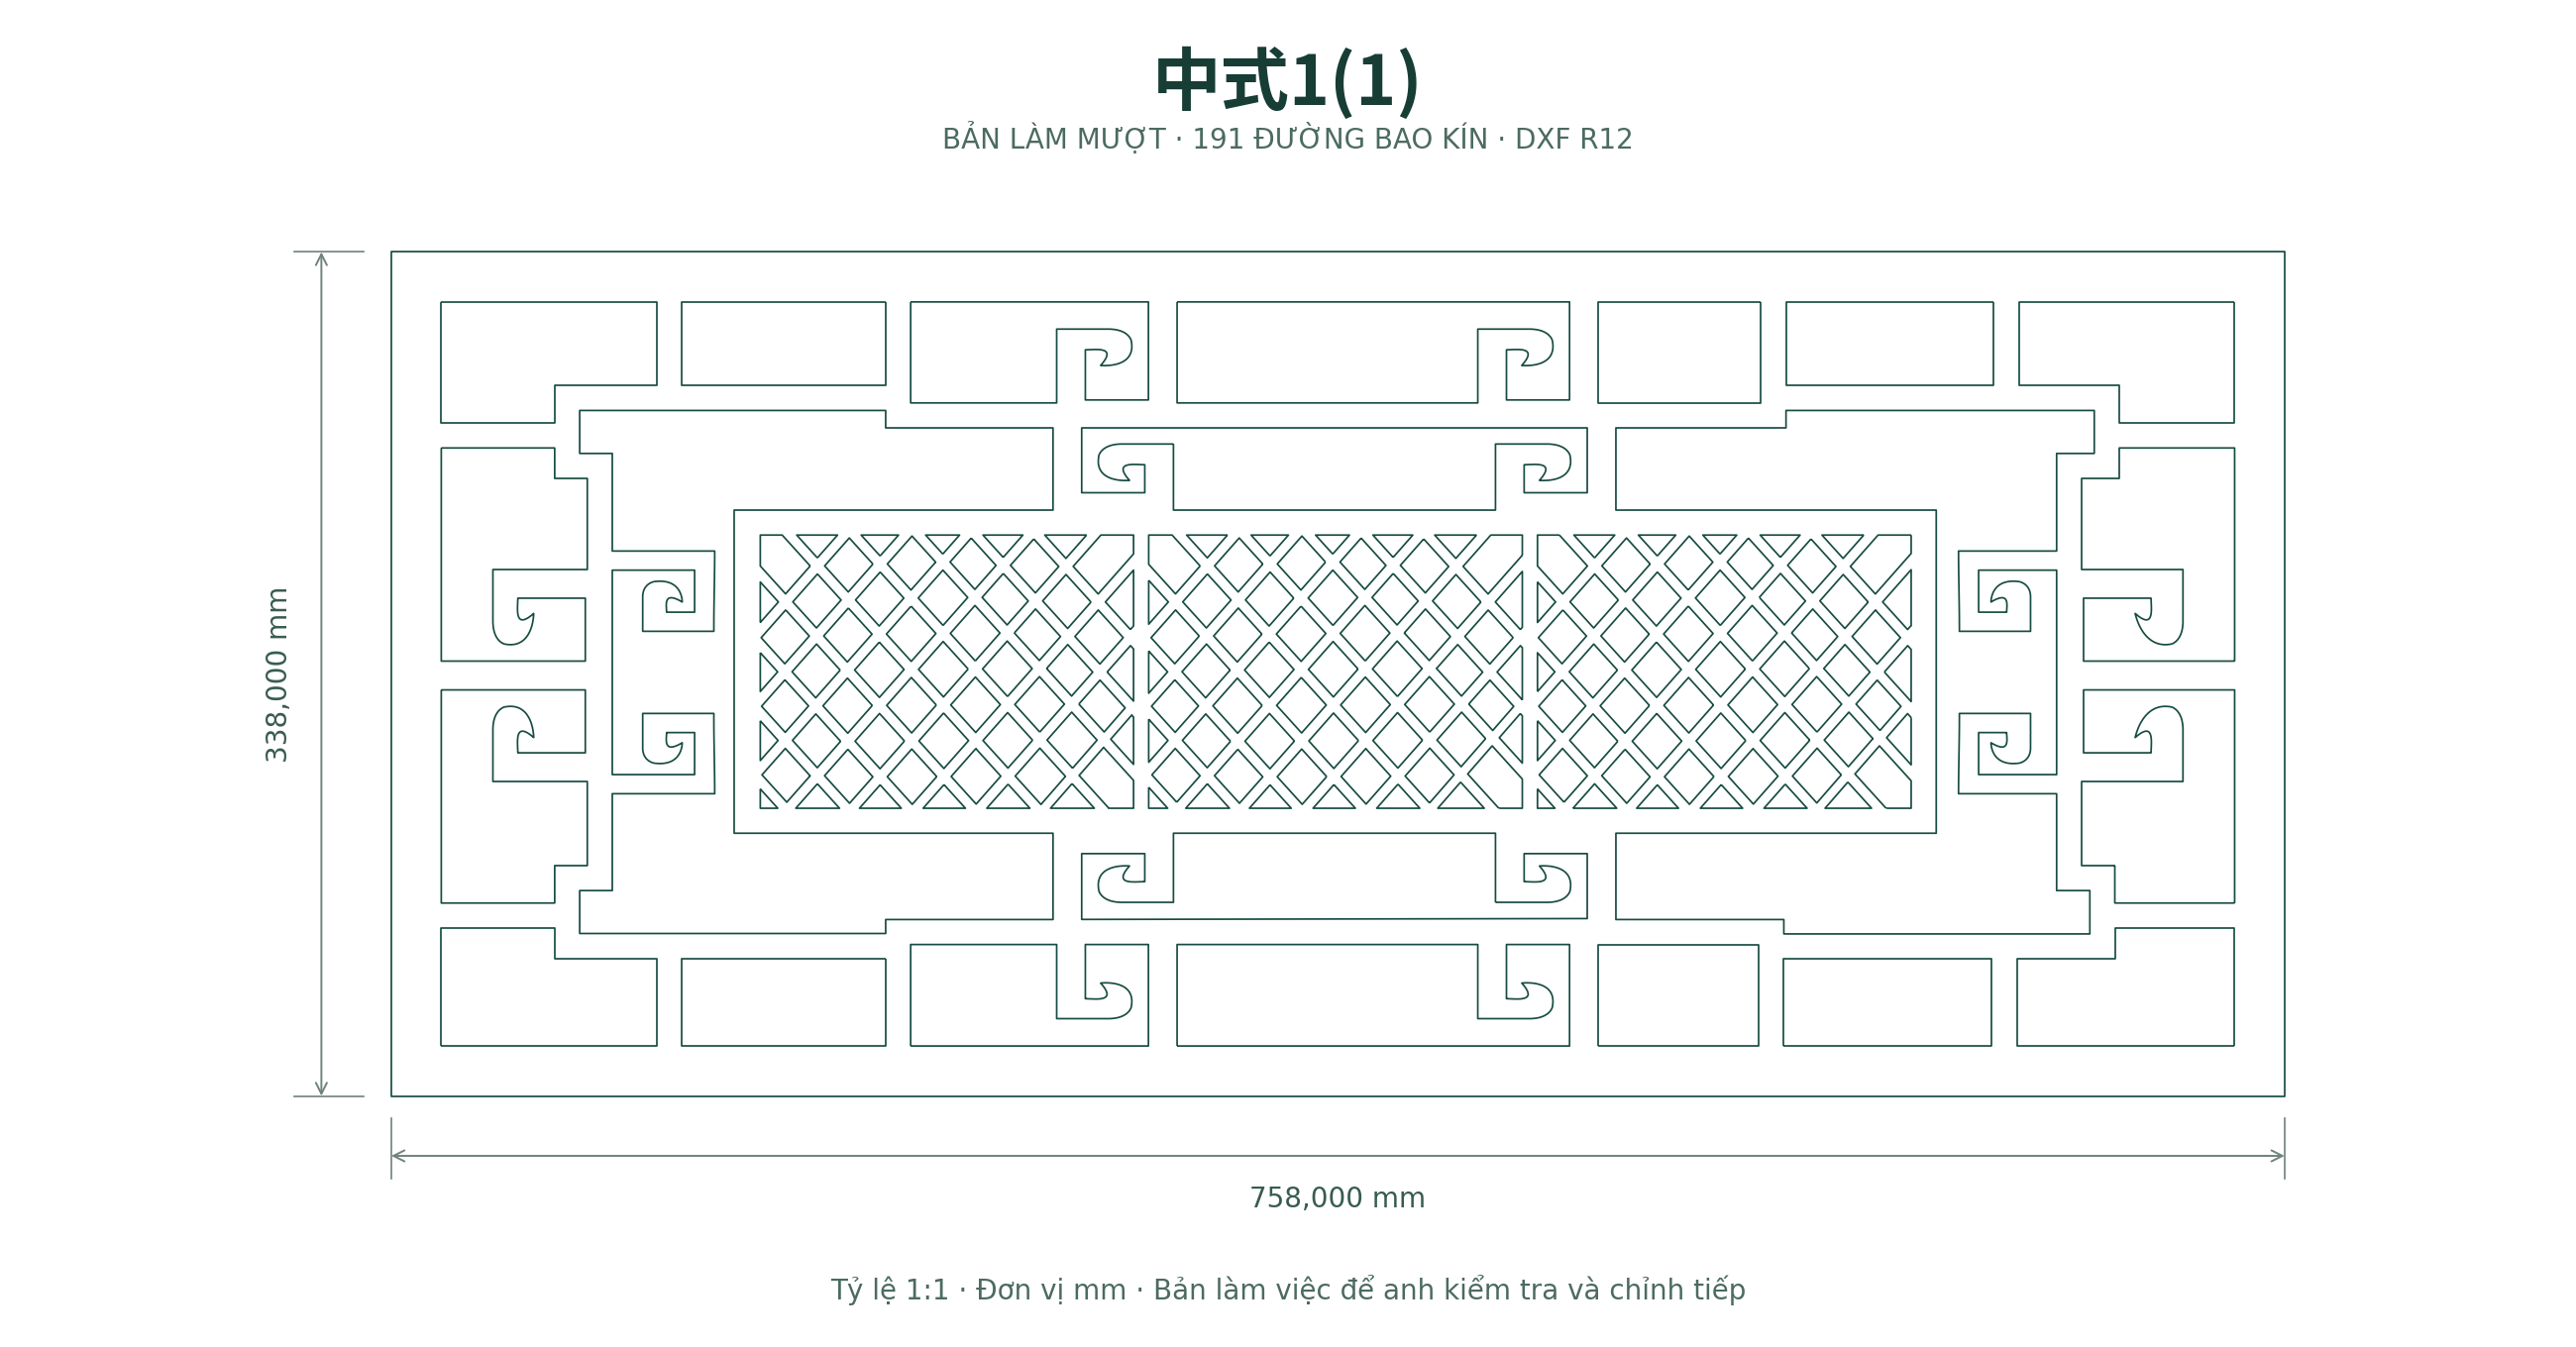 中式1(1)
BẢN LÀM MƯỢT · 191 ĐƯỜNG BAO KÍN · DXF R12
338,000 mm
758,000 mm
Tỷ lệ 1:1 · Đơn vị mm · Bản làm việc để anh kiểm tra và chỉnh tiếp